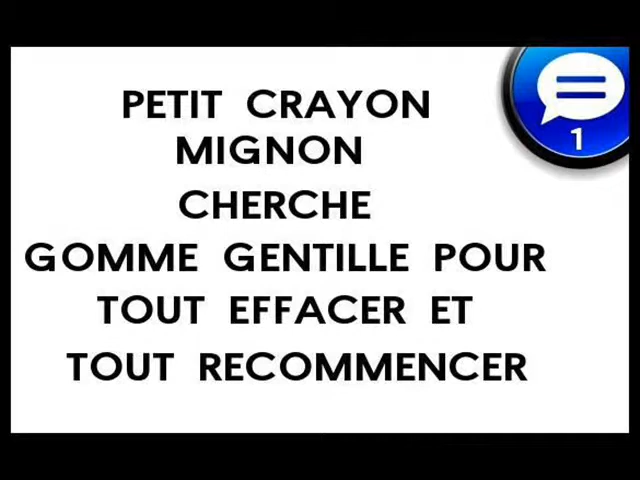 PETIT CRAYON
MIGNON
CHERCHE
GOMME GENTILLE POUR
TOUT EFFACER ET
TOUT RECOMMENCER
1